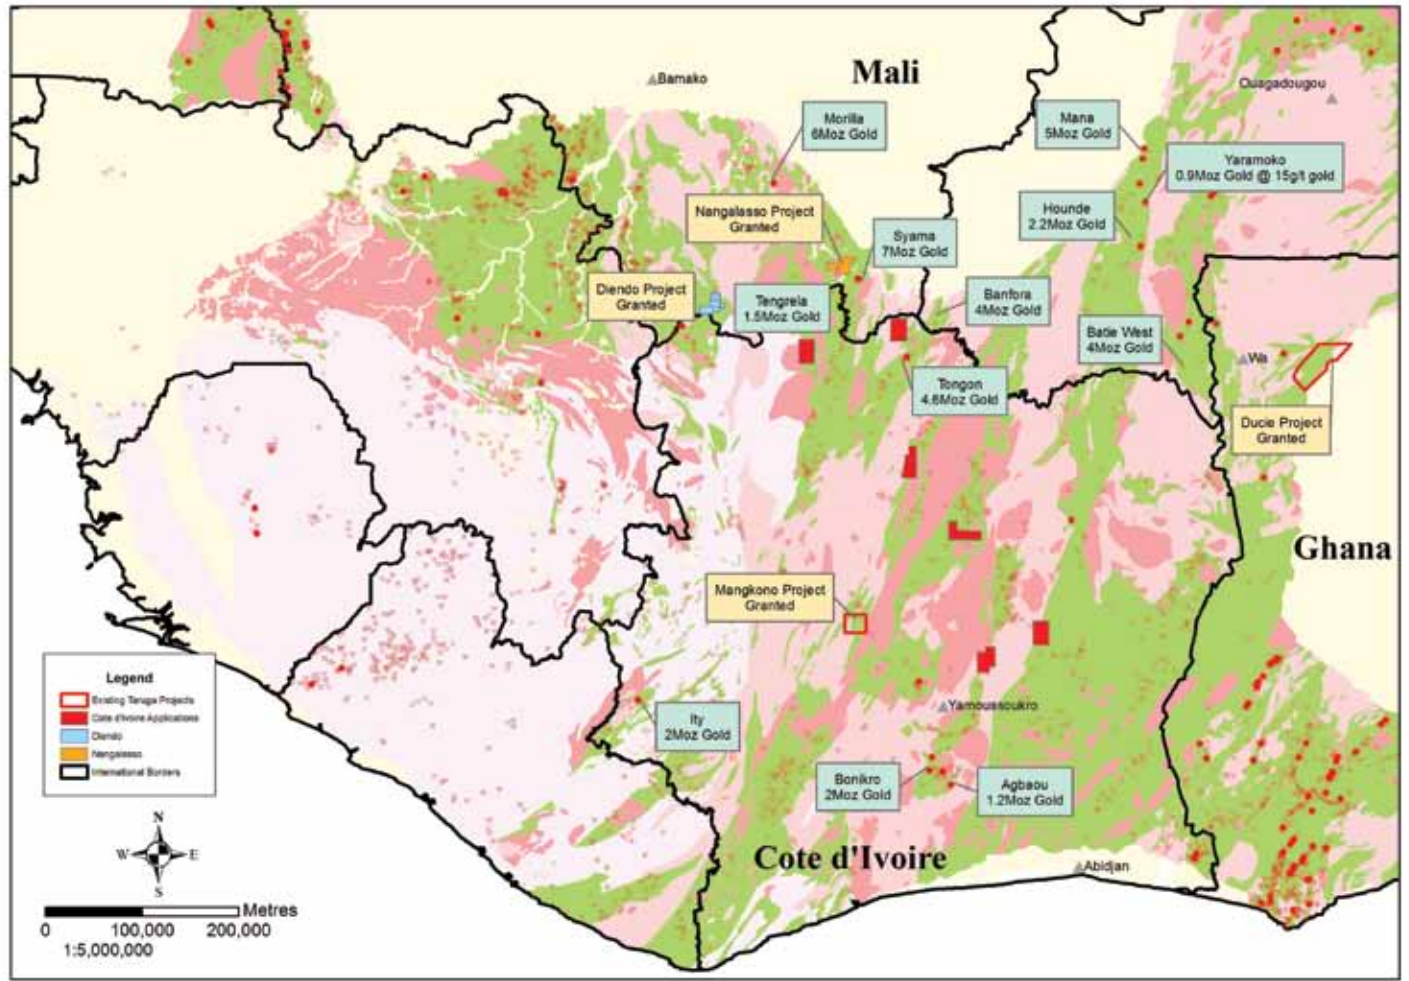 Mali
Bamako
Ouagadougou
Morilla
6Moz Gold
Mana
5Moz Gold
Yaramoko
0.9Moz Gold @ 15g/t gold
Nangalasso Project
Granted
Hounde
2.2Moz Gold
Syama
7Moz Gold
Diendo Project
Granted
Tengrela
1.5Moz Gold
Banfora
4Moz Gold
Batie West
4Moz Gold
Wa
Tongon
4.6Moz Gold
Ducie Project
Granted
Ghana
Mangkono Project
Granted
Ity
2Moz Gold
Yamoussoukro
Bonikro
2Moz Gold
Agbaou
1.2Moz Gold
Cote d'Ivoire
Abidjan
Legend
Existing Taruga Projects
Cote d'Ivoire Applications
Diendo
Nangalasso
International Borders
N
W
E
S
Metres
0
100,000
200,000
1:5,000,000